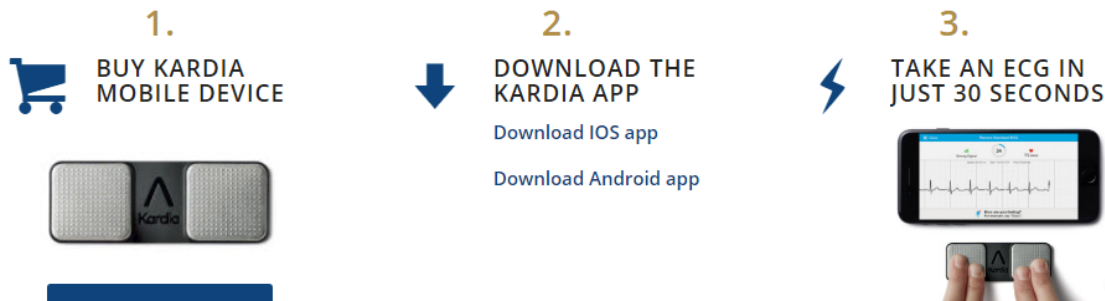 1.
BUY KARDIA
MOBILE DEVICE
Kardia
2.
DOWNLOAD THE
KARDIA APP
Download IOS app
Download Android app
3.
TAKE AN ECG IN
JUST 30 SECONDS
Kardia